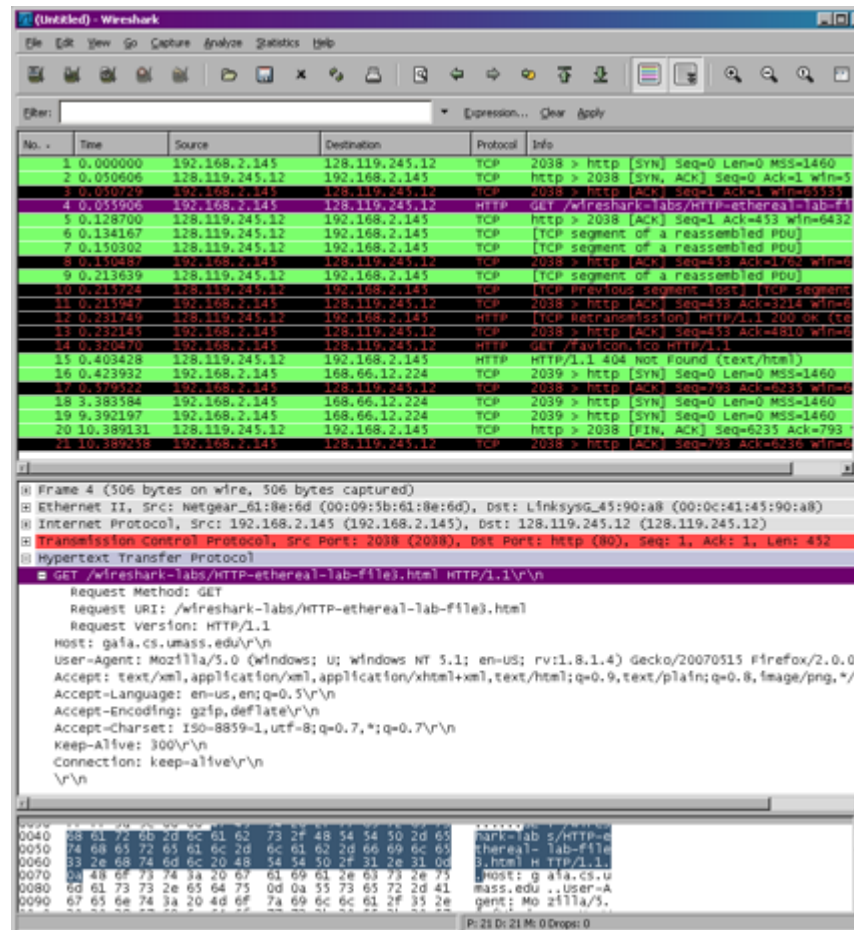 (Untitled) - Wireshark
File Edit View Go Capture Analyze Statistics Help
Filter: Expression... Clear Apply
No. . Time Source Destination Protocol Info
1 0.000000 192.168.2.145 128.119.245.12 TCP 2038 > http [SYN] Seq=0 Len=0 MSS=1460
2 0.050606 128.119.245.12 192.168.2.145 TCP http > 2038 [SYN, ACK] Seq=0 Ack=1 Win=5
3 0.050729 192.168.2.145 128.119.245.12 TCP 2038 > http [ACK] Seq=1 Ack=1 Win=65535
4 0.055906 192.168.2.145 128.119.245.12 HTTP GET /wireshark-labs/HTTP-ethereal-lab-fi
5 0.128700 128.119.245.12 192.168.2.145 TCP http > 2038 [ACK] Seq=1 Ack=453 Win=6432
6 0.134167 128.119.245.12 192.168.2.145 TCP [TCP segment of a reassembled PDU]
7 0.150302 128.119.245.12 192.168.2.145 TCP [TCP segment of a reassembled PDU]
8 0.150487 192.168.2.145 128.119.245.12 TCP 2038 > http [ACK] Seq=453 Ack=1762 Win=6
9 0.213639 128.119.245.12 192.168.2.145 TCP [TCP segment of a reassembled PDU]
10 0.215724 128.119.245.12 192.168.2.145 TCP [TCP Previous segment lost] [TCP segment
11 0.215947 192.168.2.145 128.119.245.12 TCP 2038 > http [ACK] Seq=453 Ack=3214 Win=6
12 0.231749 128.119.245.12 192.168.2.145 HTTP [TCP Retransmission] HTTP/1.1 200 OK (te
13 0.232145 192.168.2.145 128.119.245.12 TCP 2038 > http [ACK] Seq=453 Ack=4810 Win=6
14 0.320470 192.168.2.145 128.119.245.12 HTTP GET /favicon.ico HTTP/1.1
15 0.403428 128.119.245.12 192.168.2.145 HTTP HTTP/1.1 404 Not Found (text/html)
16 0.423932 192.168.2.145 168.66.12.224 TCP 2039 > http [SYN] Seq=0 Len=0 MSS=1460
17 0.579522 192.168.2.145 128.119.245.12 TCP 2038 > http [ACK] Seq=793 Ack=6235 Win=6
18 3.383584 192.168.2.145 168.66.12.224 TCP 2039 > http [SYN] Seq=0 Len=0 MSS=1460
19 9.392197 192.168.2.145 168.66.12.224 TCP 2039 > http [SYN] Seq=0 Len=0 MSS=1460
20 10.389131 128.119.245.12 192.168.2.145 TCP http > 2038 [FIN, ACK] Seq=6235 Ack=793
21 10.389258 192.168.2.145 128.119.245.12 TCP 2038 > http [ACK] Seq=793 Ack=6236 Win=6
Frame 4 (506 bytes on wire, 506 bytes captured)
Ethernet II, Src: Netgear_61:8e:6d (00:09:5b:61:8e:6d), Dst: LinksysG_45:90:a8 (00:0c:41:45:90:a8)
Internet Protocol, Src: 192.168.2.145 (192.168.2.145), Dst: 128.119.245.12 (128.119.245.12)
Transmission Control Protocol, Src Port: 2038 (2038), Dst Port: http (80), Seq: 1, Ack: 1, Len: 452
Hypertext Transfer Protocol
GET /wireshark-labs/HTTP-ethereal-lab-file3.html HTTP/1.1\r\n
Request Method: GET
Request URI: /wireshark-labs/HTTP-ethereal-lab-file3.html
Request Version: HTTP/1.1
Host: gaia.cs.umass.edu\r\n
User-Agent: Mozilla/5.0 (Windows; U; Windows NT 5.1; en-US; rv:1.8.1.4) Gecko/20070515 Firefox/2.0.0
Accept: text/xml,application/xml,application/xhtml+xml,text/html;q=0.9,text/plain;q=0.8,image/png,*/
Accept-Language: en-us,en;q=0.5\r\n
Accept-Encoding: gzip,deflate\r\n
Accept-Charset: ISO-8859-1,utf-8;q=0.7,*;q=0.7\r\n
Keep-Alive: 300\r\n
Connection: keep-alive\r\n
\r\n
0040 68 61 72 6b 2d 6c 61 62 73 2f 48 54 54 50 2d 65 hark-lab s/HTTP-e
0050 74 68 65 72 65 61 6c 2d 6c 61 62 2d 66 69 6c 65 thereal- lab-file
0060 33 2e 68 74 6d 6c 20 48 54 54 50 2f 31 2e 31 0d 3.html H TTP/1.1.
0070 0a 48 6f 73 74 3a 20 67 61 69 61 2e 63 73 2e 75 .Host: g aia.cs.u
0080 6d 61 73 73 2e 65 64 75 0d 0a 55 73 65 72 2d 41 mass.edu ..User-A
0090 67 65 6e 74 3a 20 4d 6f 7a 69 6c 6c 61 2f 35 2e gent: Mo zilla/5.
P: 21 D: 21 M: 0 Drops: 0